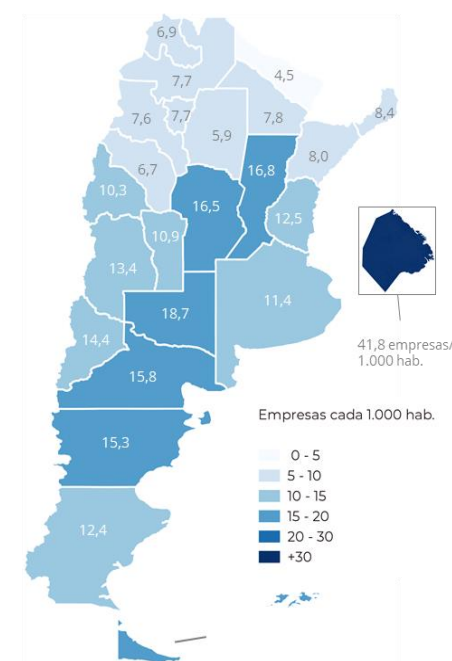 6,9
4,5
7,7
7,6
7,7
7,8
8,4
5,9
8,0
6,7
16,8
10,3
16,5
12,5
10,9
13,4
11,4
18,7
14,4
41,8 empresas/
1.000 hab.
15,8
Empresas cada 1.000 hab.
15,3
0 - 5
5 - 10
10 - 15
15 - 20
20 - 30
+30
12,4